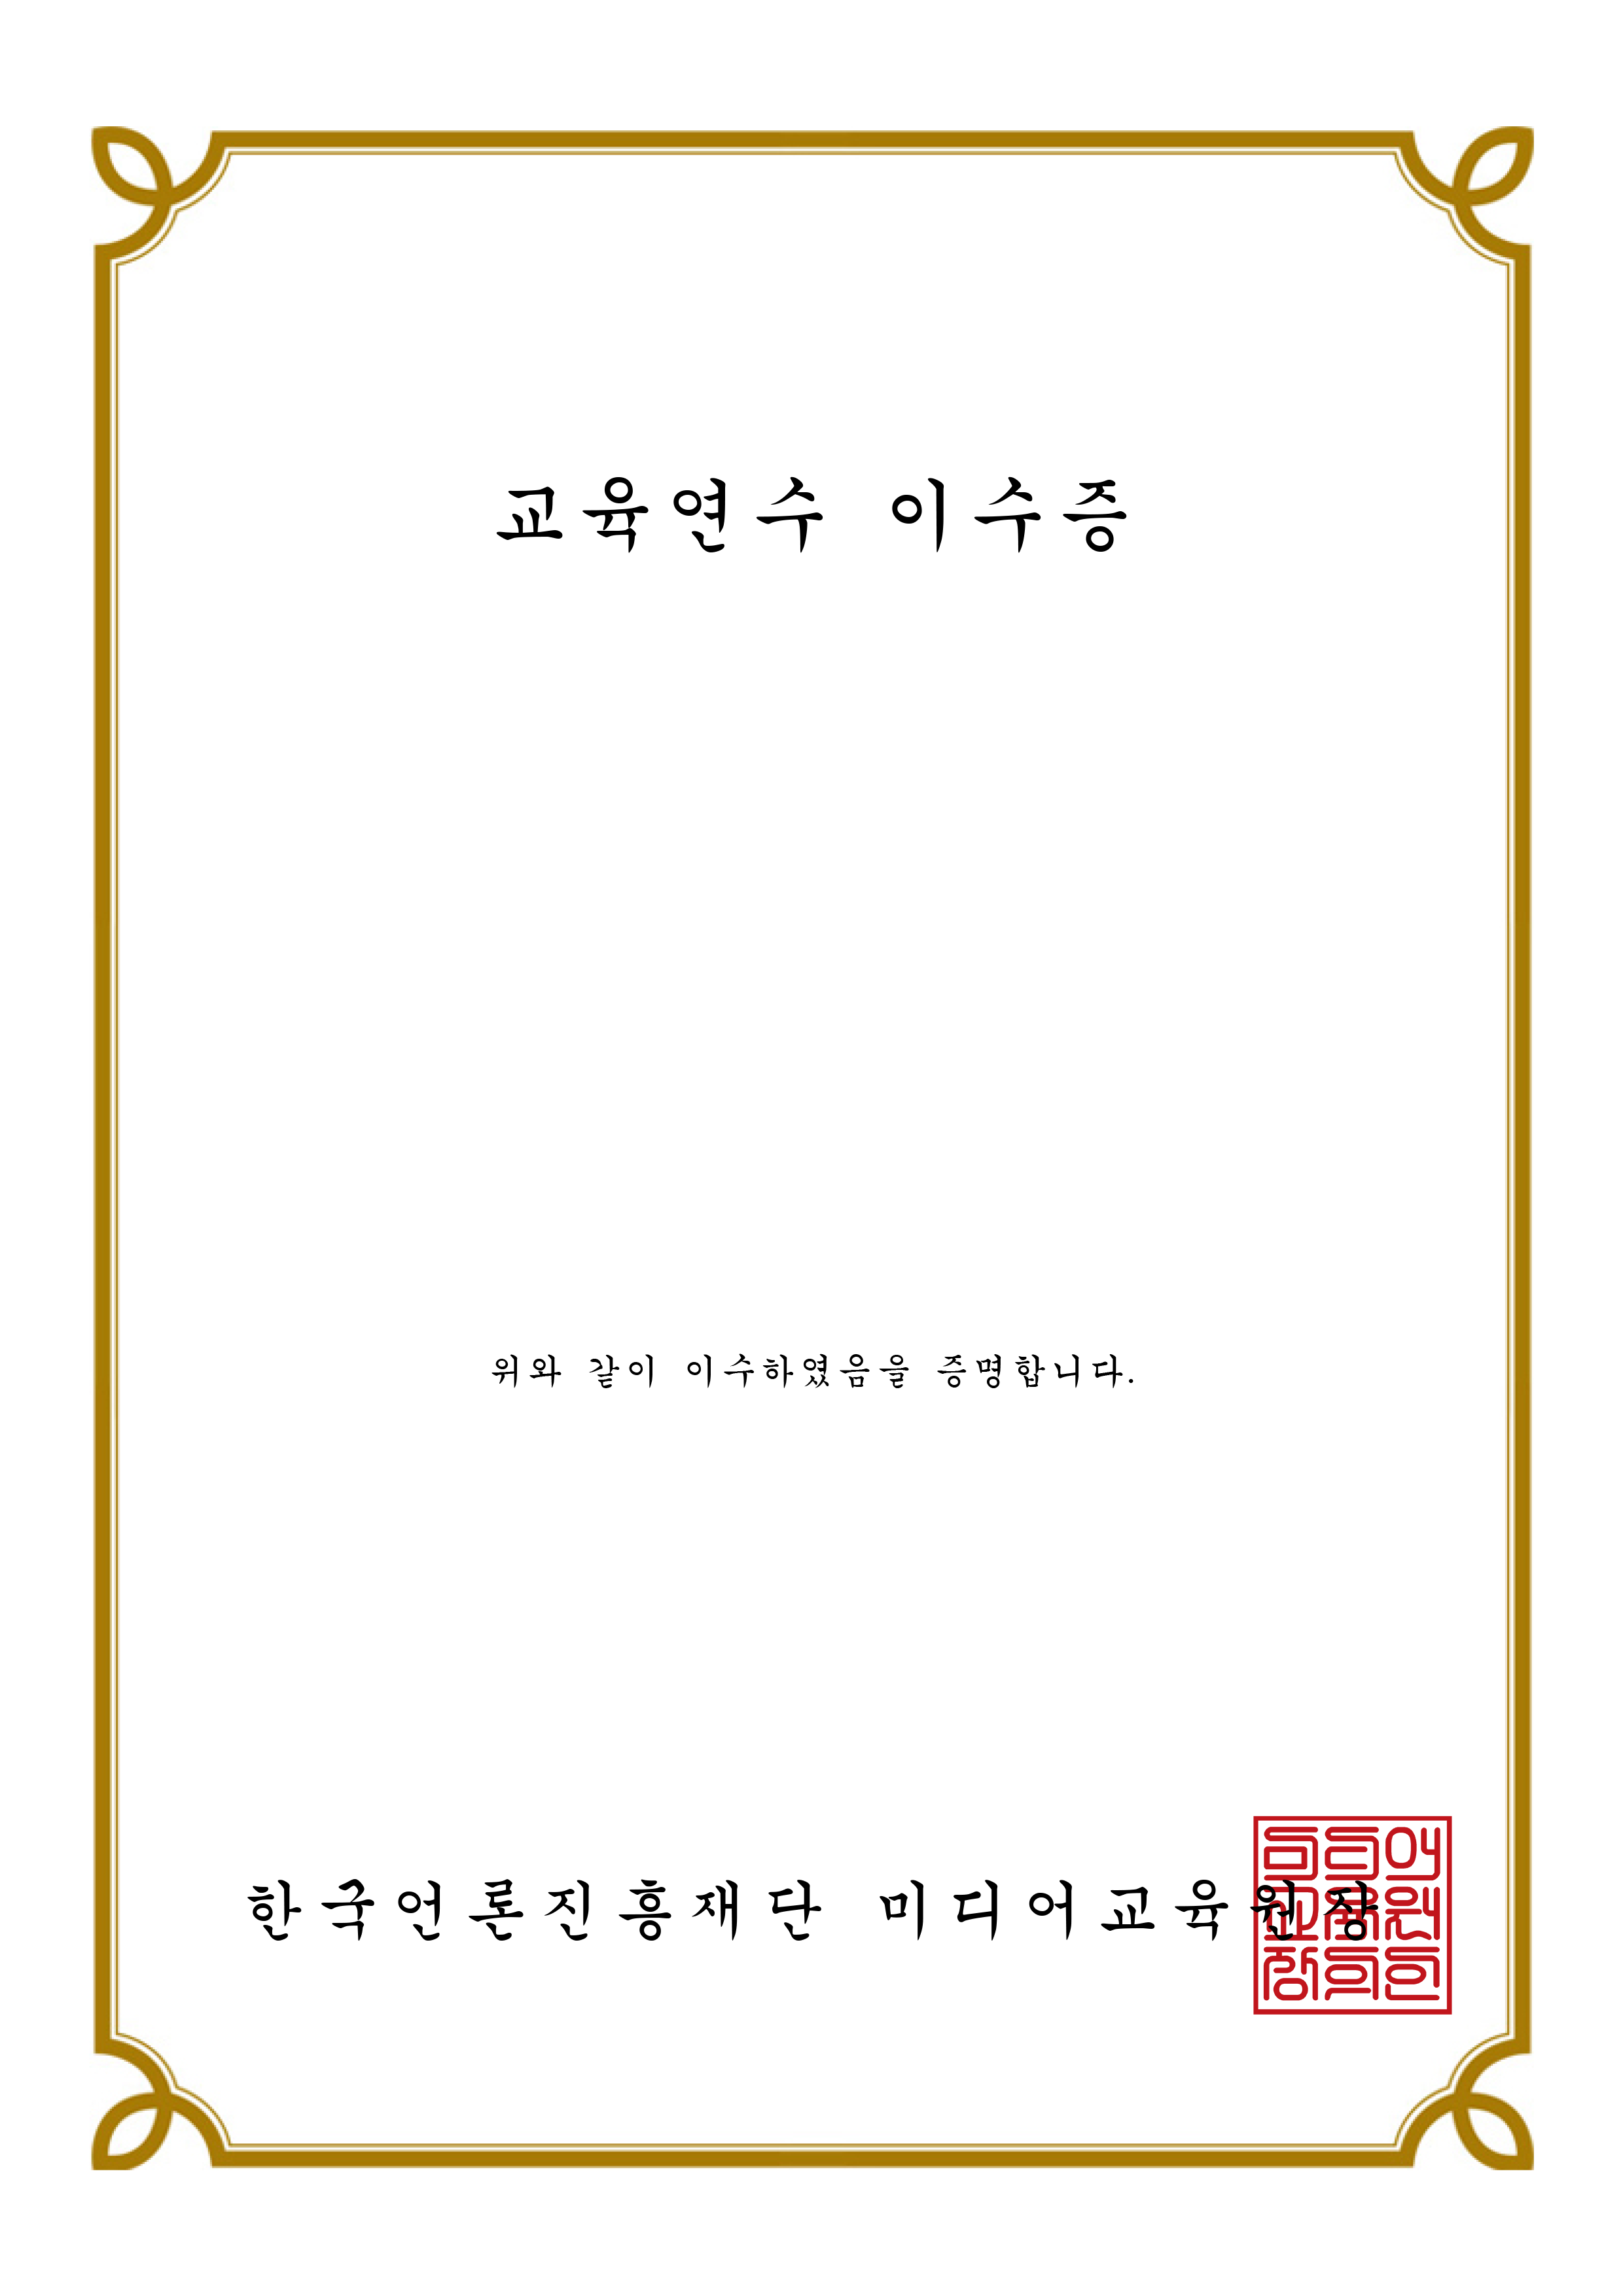 교육연수 이수증
위와 같이 이수하였음을 증명합니다.
한국언론진흥재단 미디어교육원장